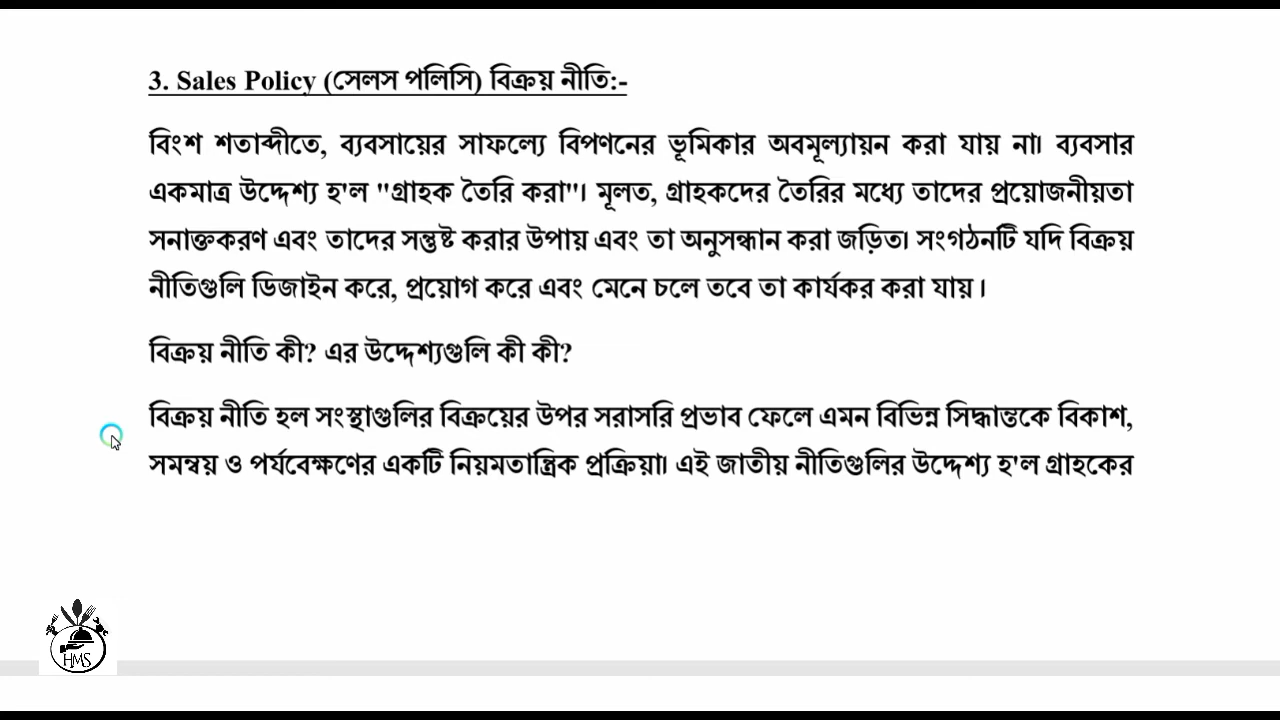 3. Sales Policy (সেলস পলিসি) বিক্রয় নীতি:-
বিংশ শতাব্দীতে, ব্যবসায়ের সাফল্যে বিপণনের ভূমিকার অবমূল্যায়ন করা যায় না। ব্যবসার
একমাত্র উদ্দেশ্য হ'ল "গ্রাহক তৈরি করা"। মূলত, গ্রাহকদের তৈরির মধ্যে তাদের প্রয়োজনীয়তা
সনাক্তকরণ এবং তাদের সন্তুষ্ট করার উপায় এবং তা অনুসন্ধান করা জড়িত। সংগঠনটি যদি বিক্রয়
নীতিগুলি ডিজাইন করে, প্রয়োগ করে এবং মেনে চলে তবে তা কার্যকর করা যায়।
বিক্রয় নীতি কী? এর উদ্দেশ্যগুলি কী কী?
বিক্রয় নীতি হল সংস্থাগুলির বিক্রয়ের উপর সরাসরি প্রভাব ফেলে এমন বিভিন্ন সিদ্ধান্তকে বিকাশ,
সমন্বয় ও পর্যবেক্ষণের একটি নিয়মতান্ত্রিক প্রক্রিয়া। এই জাতীয় নীতিগুলির উদ্দেশ্য হ'ল গ্রাহকের
HMS